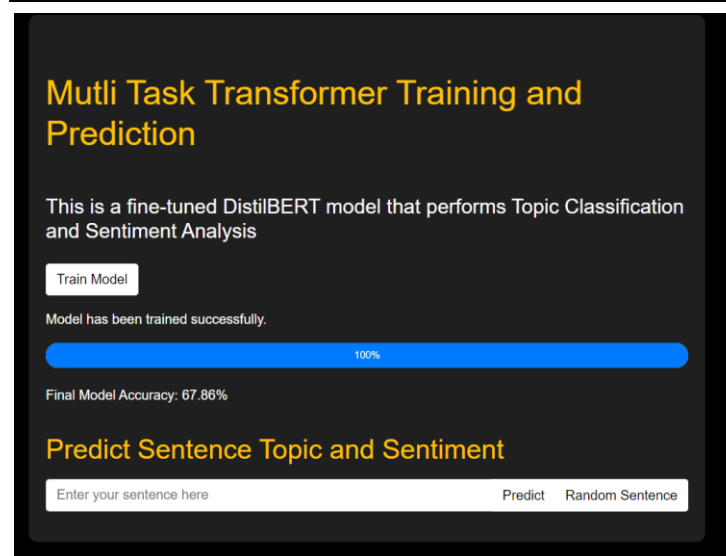 Mutli Task Transformer Training and
Prediction
This is a fine-tuned DistilBERT model that performs Topic Classification
and Sentiment Analysis
Train Model
Model has been trained successfully.
100%
Final Model Accuracy: 67.86%
Predict Sentence Topic and Sentiment
Enter your sentence here Predict Random Sentence